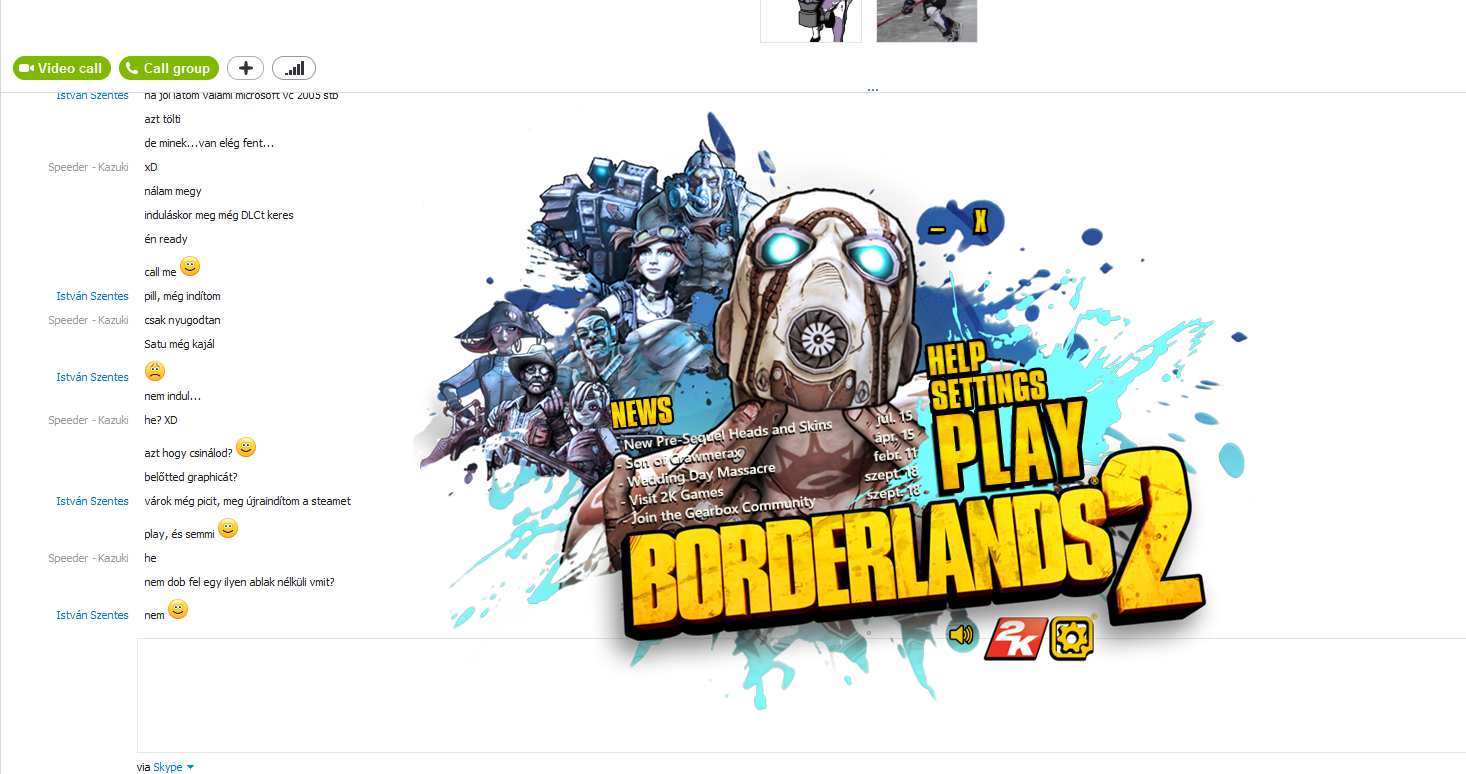 Video call
Call group
István Szentes
ha jól látom valami microsoft vc 2005 stb
azt tölti
de minek...van elég fent...
Speeder - Kazuki
xD
nálam megy
induláskor meg még DLCt keres
én ready
call me
István Szentes
pill, még indítom
Speeder - Kazuki
csak nyugodtan
Satu még kajál
István Szentes
nem indul...
Speeder - Kazuki
he? XD
azt hogy csinálod?
belőtted graphicát?
István Szentes
várok még picit, meg újraindítom a steamet
play, és semmi
Speeder - Kazuki
he
nem dob fel egy ilyen ablak nélküli vmit?
István Szentes
nem
via Skype
_ X
HELP
SETTINGS
PLAY
NEWS
- New Pre-Sequel Heads and Skins júl. 15
- Son of Crawmerax ápr. 15
- Wedding Day Massacre febr. 11
- Visit 2K Games szept. 18
- Join the Gearbox Community szept. 18
BORDERLANDS® 2
2K